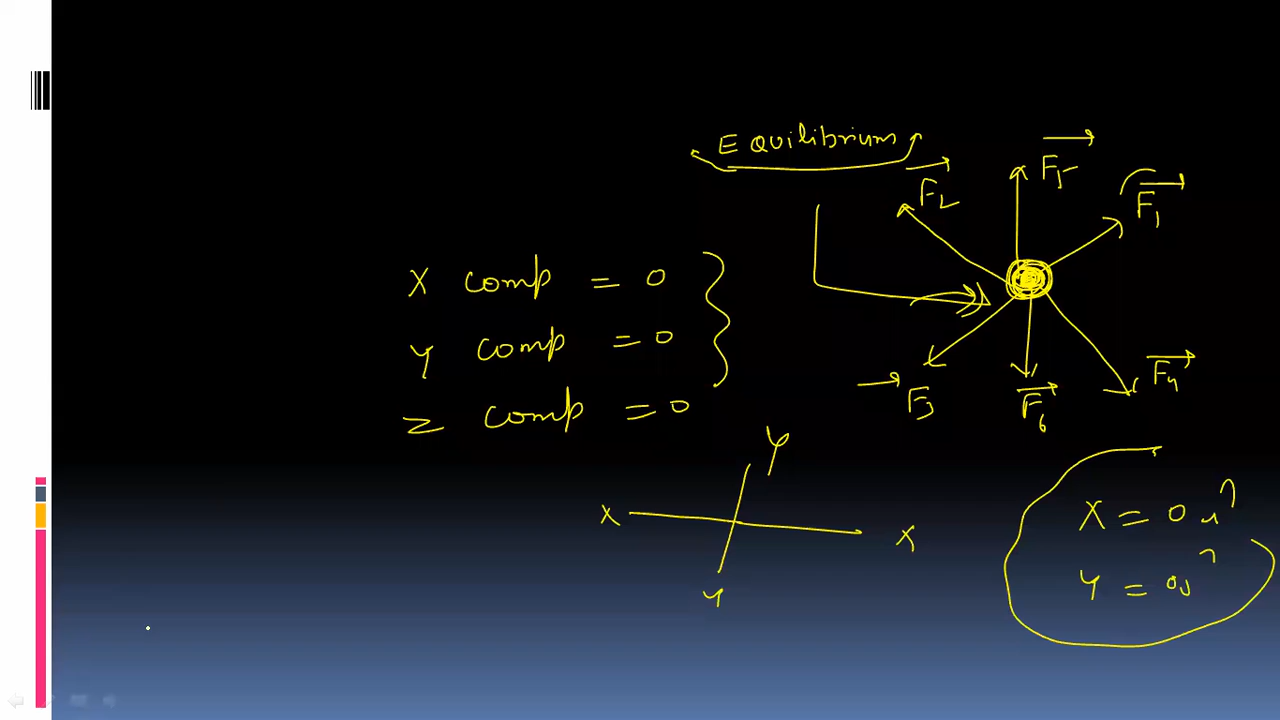 Equilibrium
F5
F2
F1
X comp = 0
Y comp = 0
Z comp = 0
F3
F6
F4
Y
X
X
Y
X = 0 i^
Y = 0 j^